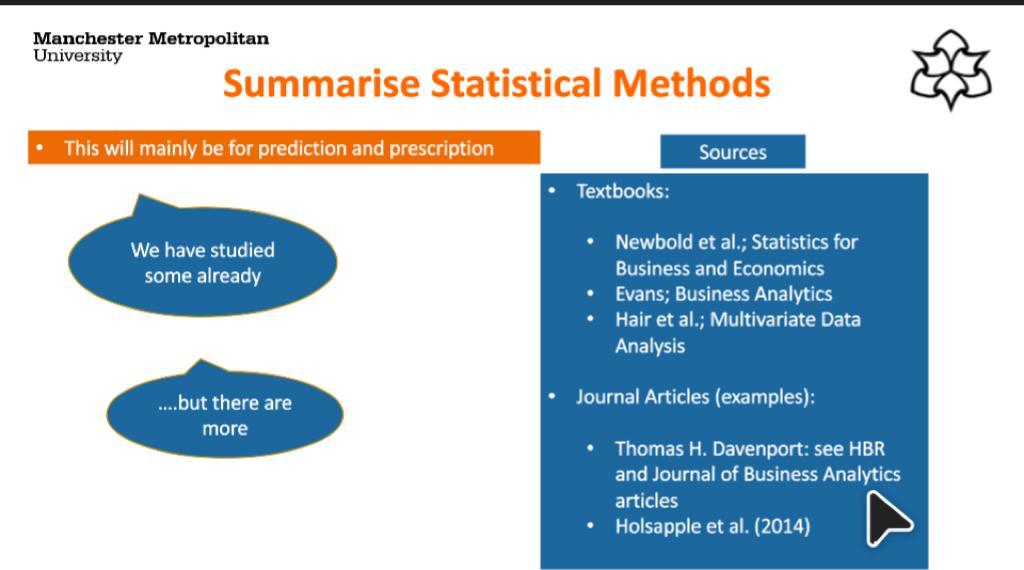 Manchester Metropolitan
University
Summarise Statistical Methods
• This will mainly be for prediction and prescription
We have studied
some already
....but there are
more
Sources
• Textbooks:
• Newbold et al.; Statistics for
Business and Economics
• Evans; Business Analytics
• Hair et al.; Multivariate Data
Analysis
• Journal Articles (examples):
• Thomas H. Davenport: see HBR
and Journal of Business Analytics
articles
• Holsapple et al. (2014)